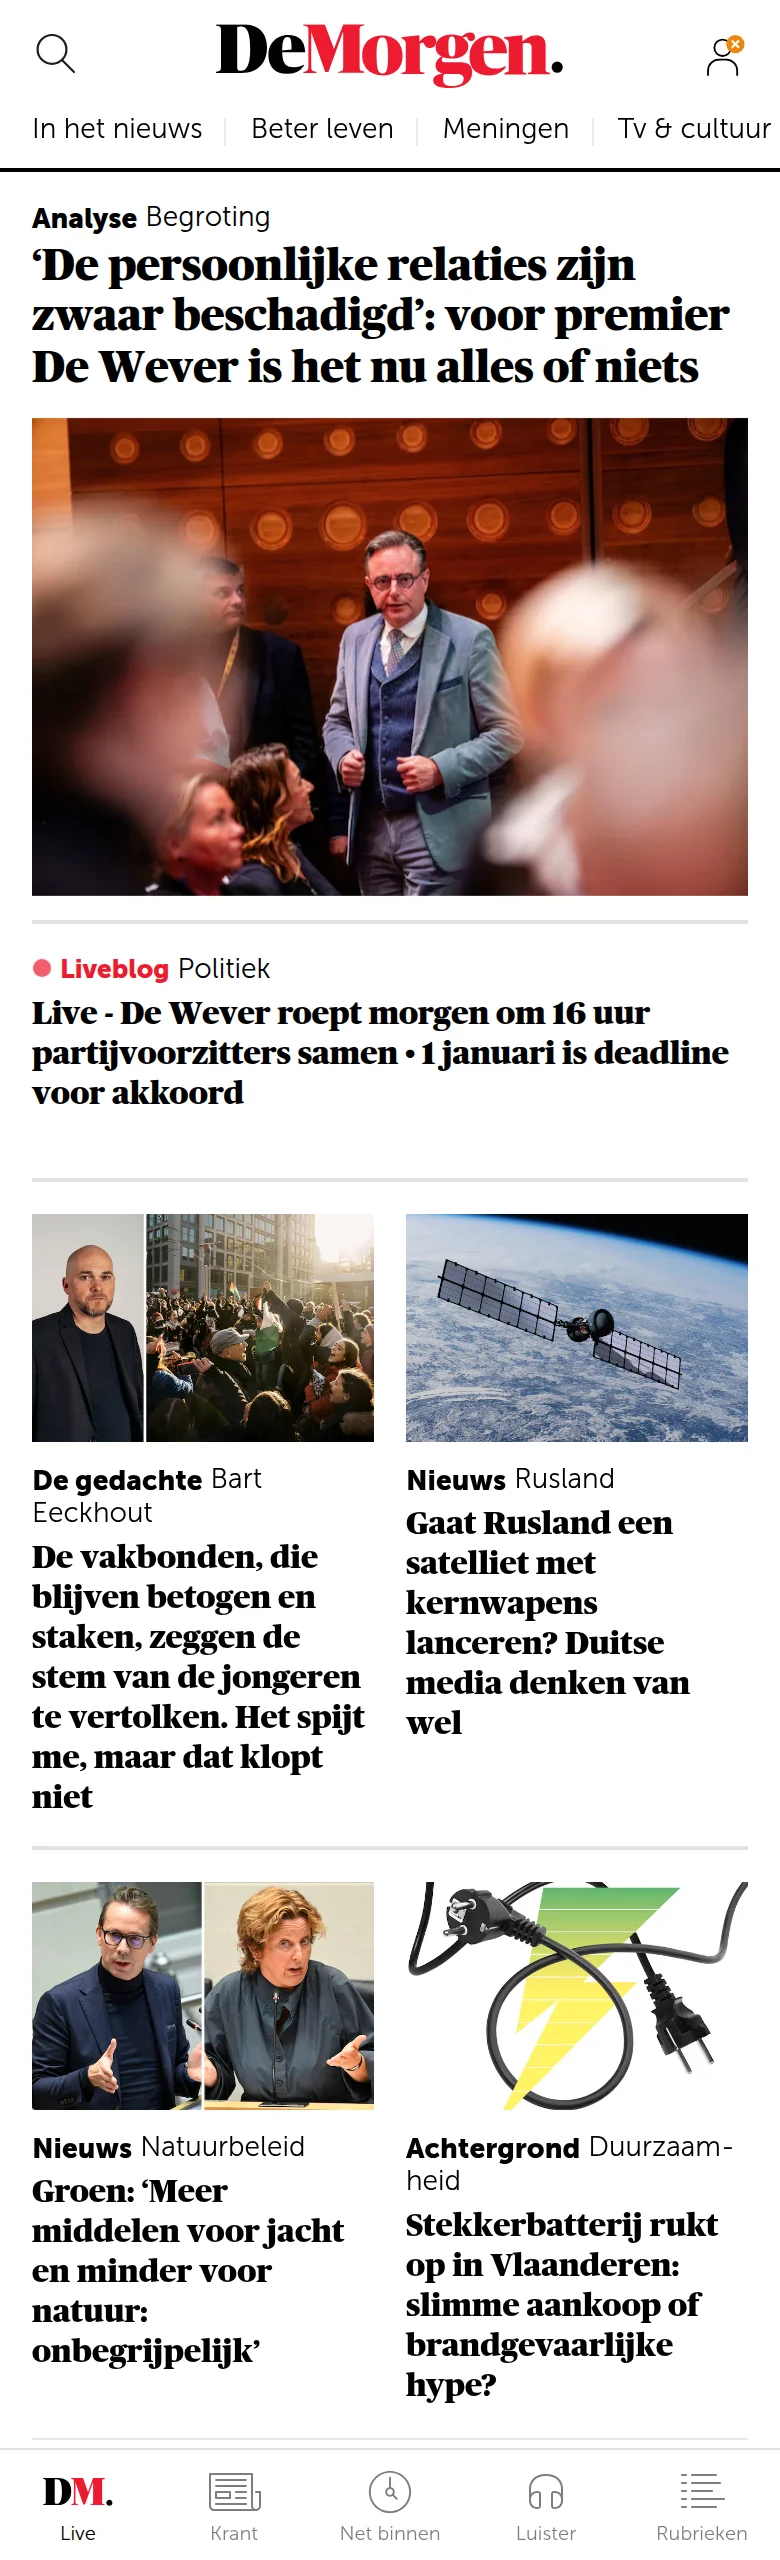 DeMorgen.
In het nieuws
Beter leven
Meningen
Tv & cultuur
Analyse Begroting
‘De persoonlijke relaties zijn
zwaar beschadigd’: voor premier
De Wever is het nu alles of niets
Liveblog Politiek
Live - De Wever roept morgen om 16 uur
partijvoorzitters samen • 1 januari is deadline
voor akkoord
De gedachte Bart
Eeckhout
De vakbonden, die
blijven betogen en
staken, zeggen de
stem van de jongeren
te vertolken. Het spijt
me, maar dat klopt
niet
Nieuws Rusland
Gaat Rusland een
satelliet met
kernwapens
lanceren? Duitse
media denken van
wel
Nieuws Natuurbeleid
Groen: ‘Meer
middelen voor jacht
en minder voor
natuur:
onbegrijpelijk’
Achtergrond Duurzaam-
heid
Stekkerbatterij rukt
op in Vlaanderen:
slimme aankoop of
brandgevaarlijke
hype?
DM.
Live
Krant
Net binnen
Luister
Rubrieken